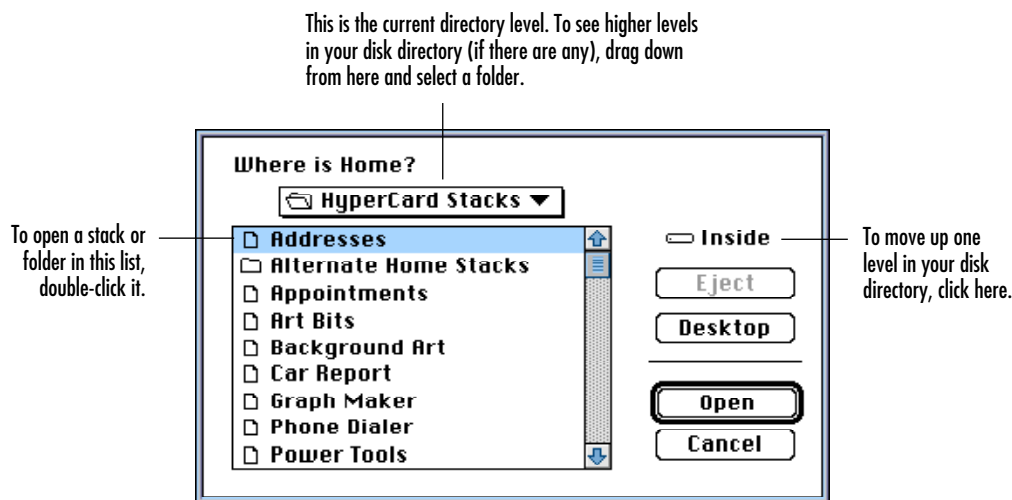 This is the current directory level. To see higher levels
in your disk directory (if there are any), drag down
from here and select a folder.
Where is Home?
HyperCard Stacks
To open a stack or
folder in this list,
double-click it.
Addresses
Alternate Home Stacks
Appointments
Art Bits
Background Art
Car Report
Graph Maker
Phone Dialer
Power Tools
Inside
Eject
Desktop
Open
Cancel
To move up one
level in your disk
directory, click here.